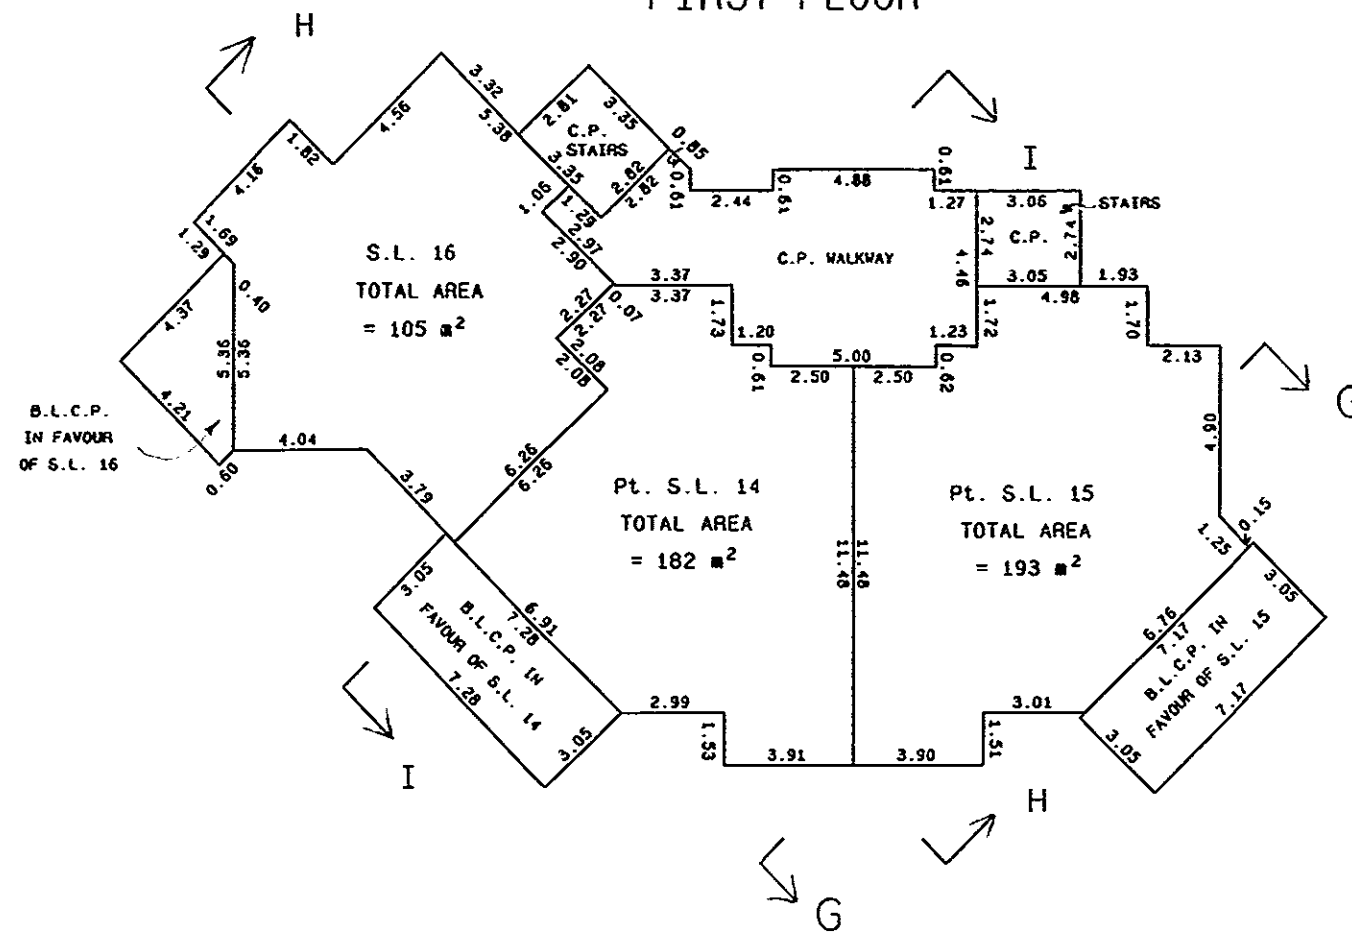 FIRST FLOOR
H
3.32
5.38
4.56
1.82
4.16
1.69
1.29
2.81
3.35
C.P.
STAIRS
0.85
3.35
2.82
2.82
0.61
1.06
1.29
2.97
2.90
2.44
0.61
4.88
0.61
I
1.27
3.06
STAIRS
2.74
C.P.
2.74
4.46
3.05
4.98
1.93
C.P. WALKWAY
S.L. 16
TOTAL AREA
= 105 m²
0.40
4.37
5.36
5.36
3.37
3.37
0.07
2.27
2.27
2.08
2.08
1.73
1.20
0.61
5.00
2.50
2.50
1.23
0.62
1.72
1.70
2.13
G
4.90
4.21
B.L.C.P.
IN FAVOUR
OF S.L. 16
0.60
4.04
3.79
6.26
6.26
Pt. S.L. 14
TOTAL AREA
= 182 m²
11.48
11.48
Pt. S.L. 15
TOTAL AREA
= 193 m²
0.15
1.25
3.05
3.05
6.91
7.28
B.L.C.P. IN
FAVOUR OF S.L. 14
7.28
3.05
6.76
7.17
B.L.C.P. IN
FAVOUR OF S.L. 15
7.17
3.05
2.99
1.53
3.91
3.90
1.51
3.01
I
H
G